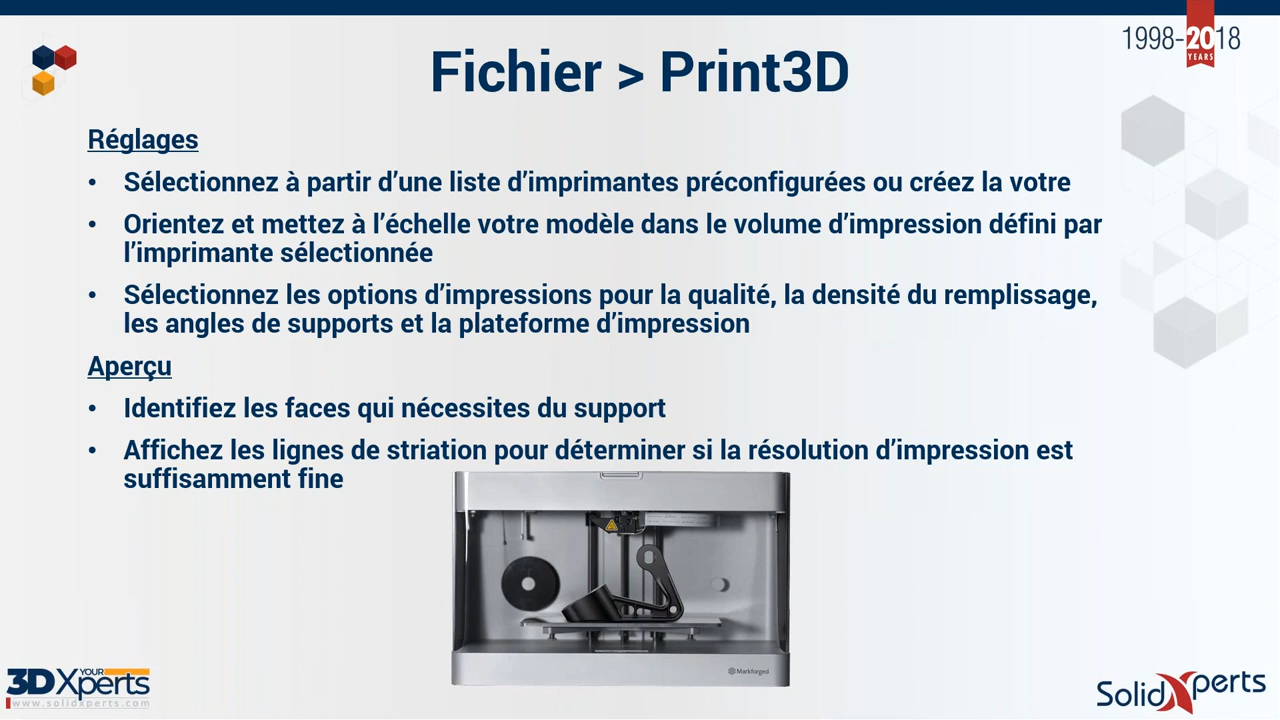 1998-2018
YEARS
Fichier > Print3D
Réglages
• Sélectionnez à partir d’une liste d’imprimantes préconfigurées ou créez la votre
• Orientez et mettez à l’échelle votre modèle dans le volume d’impression défini par
l’imprimante sélectionnée
• Sélectionnez les options d’impressions pour la qualité, la densité du remplissage,
les angles de supports et la plateforme d’impression
Aperçu
• Identifiez les faces qui nécessites du support
• Affichez les lignes de striation pour déterminer si la résolution d’impression est
suffisamment fine
Markforged
YOUR
3DXperts
www.solidxperts.com
SolidXperts